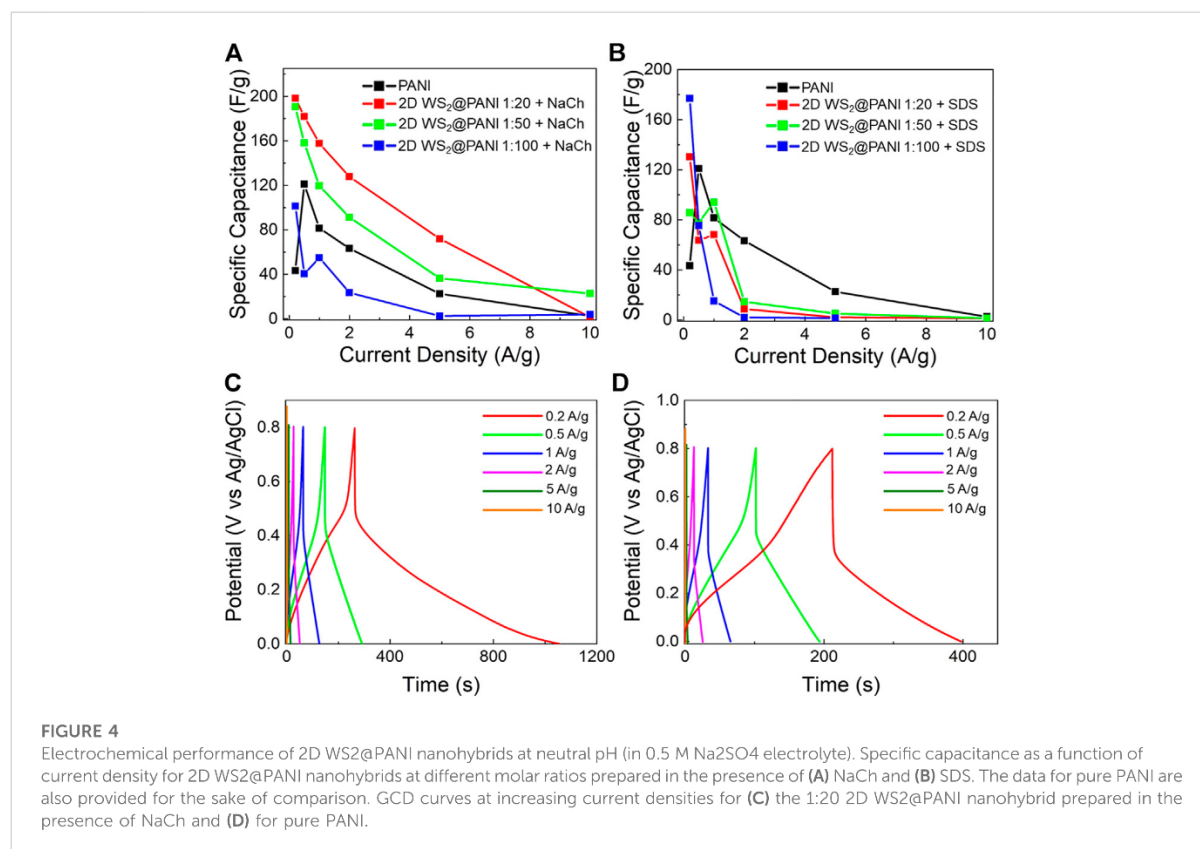 A
Specific Capacitance (F/g)
200
160
120
80
40
0
PANI
2D WS₂@PANI 1:20 + NaCh
2D WS₂@PANI 1:50 + NaCh
2D WS₂@PANI 1:100 + NaCh
0 2 4 6 8 10
Current Density (A/g)
B
Specific Capacitance (F/g)
200
160
120
80
40
0
PANI
2D WS₂@PANI 1:20 + SDS
2D WS₂@PANI 1:50 + SDS
2D WS₂@PANI 1:100 + SDS
0 2 4 6 8 10
Current Density (A/g)
C
Potential (V vs Ag/AgCl)
0.8
0.6
0.4
0.2
0.0
0.2 A/g
0.5 A/g
1 A/g
2 A/g
5 A/g
10 A/g
0 400 800 1200
Time (s)
D
Potential (V vs Ag/AgCl)
1.0
0.8
0.6
0.4
0.2
0.0
0.2 A/g
0.5 A/g
1 A/g
2 A/g
5 A/g
10 A/g
0 200 400
Time (s)
FIGURE 4
Electrochemical performance of 2D WS2@PANI nanohybrids at neutral pH (in 0.5 M Na2SO4 electrolyte). Specific capacitance as a function of
current density for 2D WS2@PANI nanohybrids at different molar ratios prepared in the presence of (A) NaCh and (B) SDS. The data for pure PANI are
also provided for the sake of comparison. GCD curves at increasing current densities for (C) the 1:20 2D WS2@PANI nanohybrid prepared in the
presence of NaCh and (D) for pure PANI.